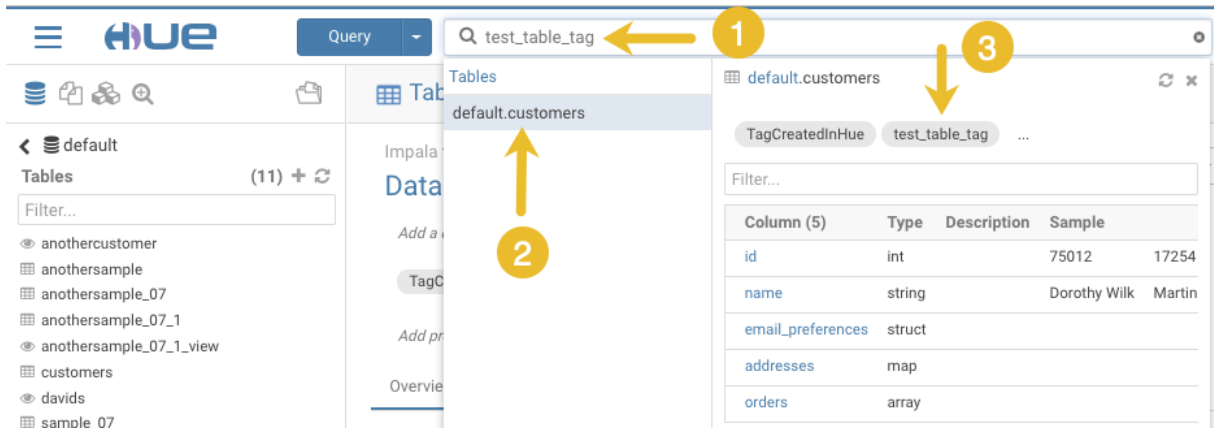 HUE
Query
test_table_tag
1
3
2
default
Tables (11)
Filter...
anothercustomer
anothersample
anothersample_07
anothersample_07_1
anothersample_07_1_view
customers
davids
sample_07
Tab
Impala
Data
Add a
TagC
Add pr
Overvie
Tables
default.customers
default.customers
TagCreatedInHue test_table_tag ...
Filter...
Column (5) Type Description Sample
id int 75012 17254
name string Dorothy Wilk Martin
email_preferences struct
addresses map
orders array